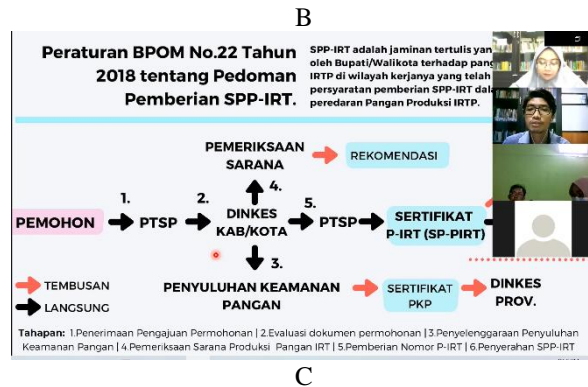 B
Peraturan BPOM No.22 Tahun
2018 tentang Pedoman
Pemberian SPP-IRT.
SPP-IRT adalah jaminan tertulis yan
oleh Bupati/Walikota terhadap pang
IRTP di wilayah kerjanya yang telah
persyaratan pemberian SPP-IRT dala
peredaran Pangan Produksi IRTP.
PEMERIKSAAN
SARANA
REKOMENDASI
4.
1.
2.
5.
PEMOHON
PTSP
DINKES
KAB/KOTA
PTSP
SERTIFIKAT
P-IRT (SP-PIRT)
3.
TEMBUSAN
LANGSUNG
PENYULUHAN KEAMANAN
PANGAN
SERTIFIKAT
PKP
DINKES
PROV.
Tahapan: 1.Penerimaan Pengajuan Permohonan | 2.Evaluasi dokumen permohonan | 3.Penyelenggaraan Penyuluhan
Keamanan Pangan | 4.Pemeriksaan Sarana Produksi Pangan IRT | 5.Pemberian Nomor P-IRT | 6.Penyerahan SPP-IRT
C